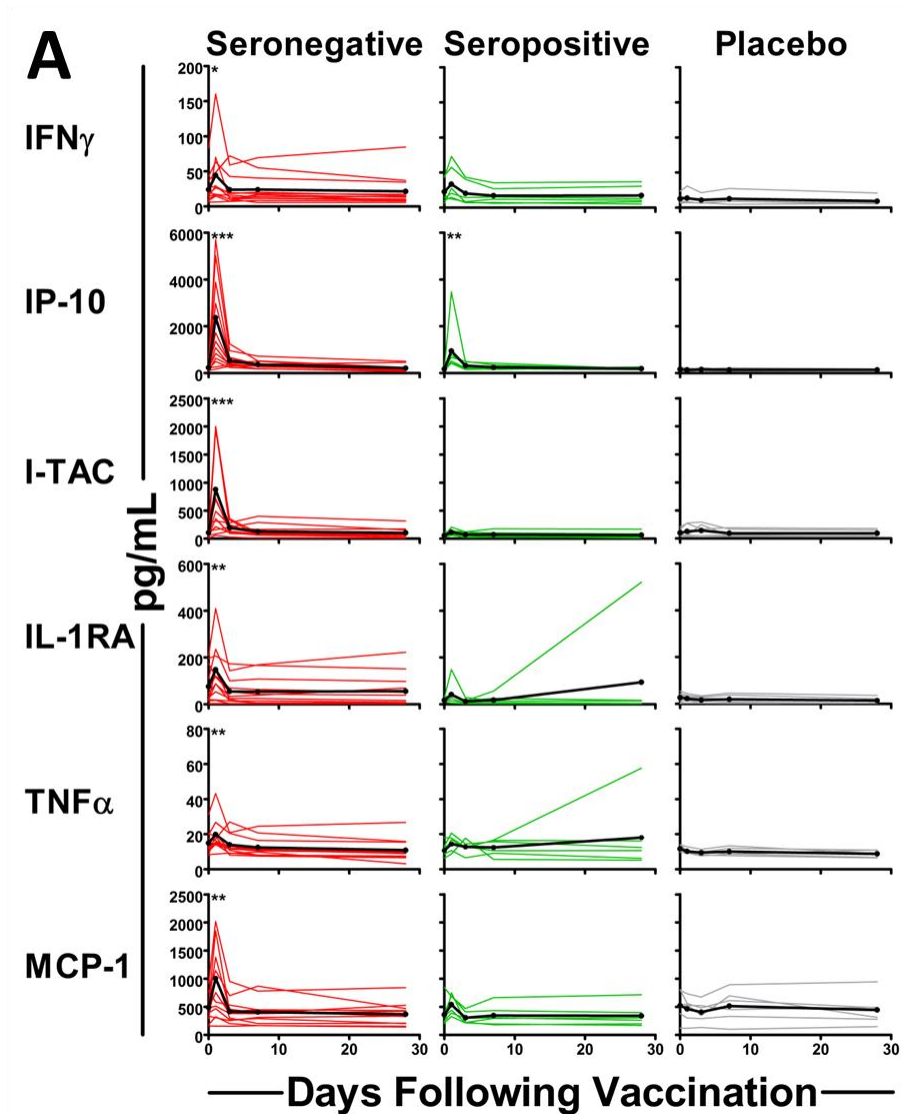 A
Seronegative Seropositive Placebo
IFNγ
200 *
150
100
50
0
IP-10
6000 *** **
4000
2000
0
I-TAC
2500 ***
2000
1500
1000
500
0
pg/mL
IL-1RA
600 **
400
200
0
TNFα
80 **
60
40
20
0
MCP-1
2500 **
2000
1500
1000
500
0
0 10 20 30 0 10 20 30 0 10 20 30
Days Following Vaccination